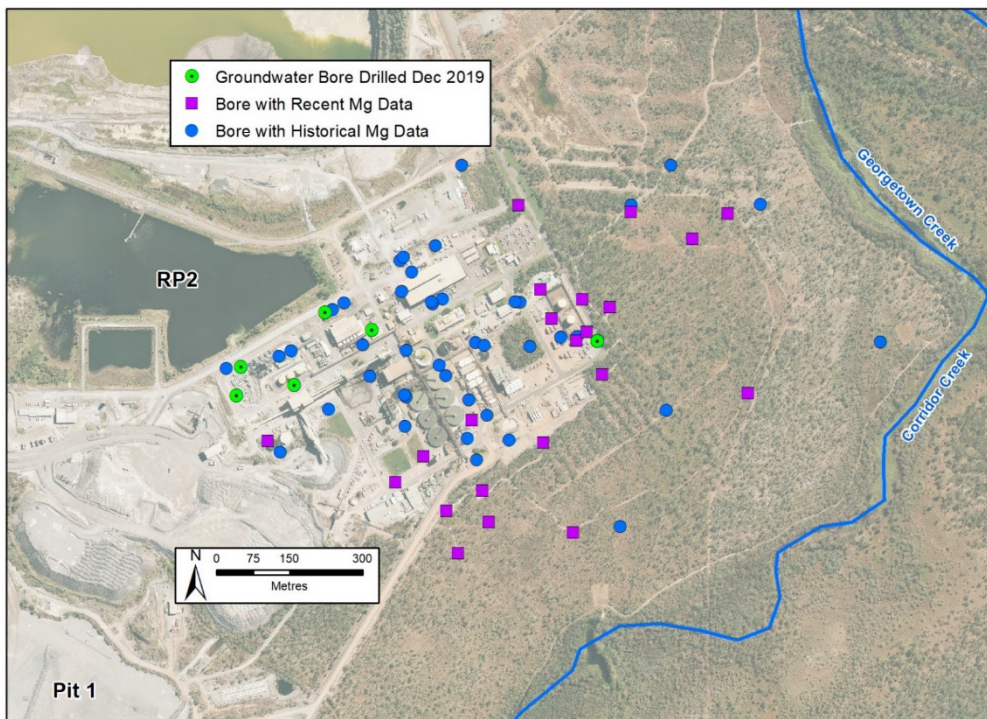 Groundwater Bore Drilled Dec 2019
Bore with Recent Mg Data
Bore with Historical Mg Data
Georgetown Creek
RP2
Corridor Creek
N
0 75 150 300
Metres
Pit 1